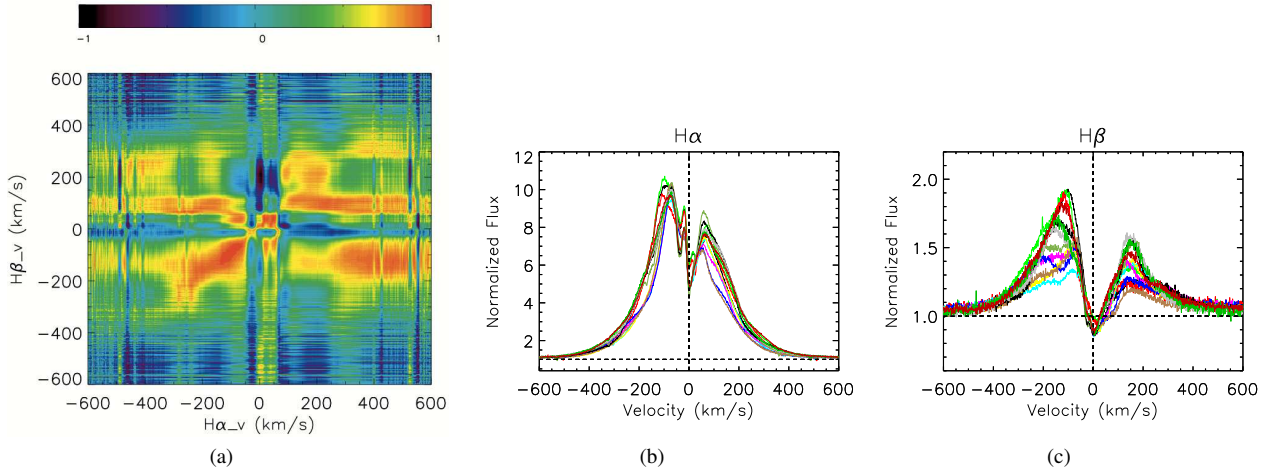 −1 0 1
600
400
200
0
−200
−400
−600
Hβ_v (km/s)
−600 −400 −200 0 200 400 600
Hα_v (km/s)
(a)
Hα
12
10
8
6
4
2
Normalized Flux
−600 −400 −200 0 200 400 600
Velocity (km/s)
(b)
Hβ
2.0
1.5
1.0
Normalized Flux
−600 −400 −200 0 200 400 600
Velocity (km/s)
(c)